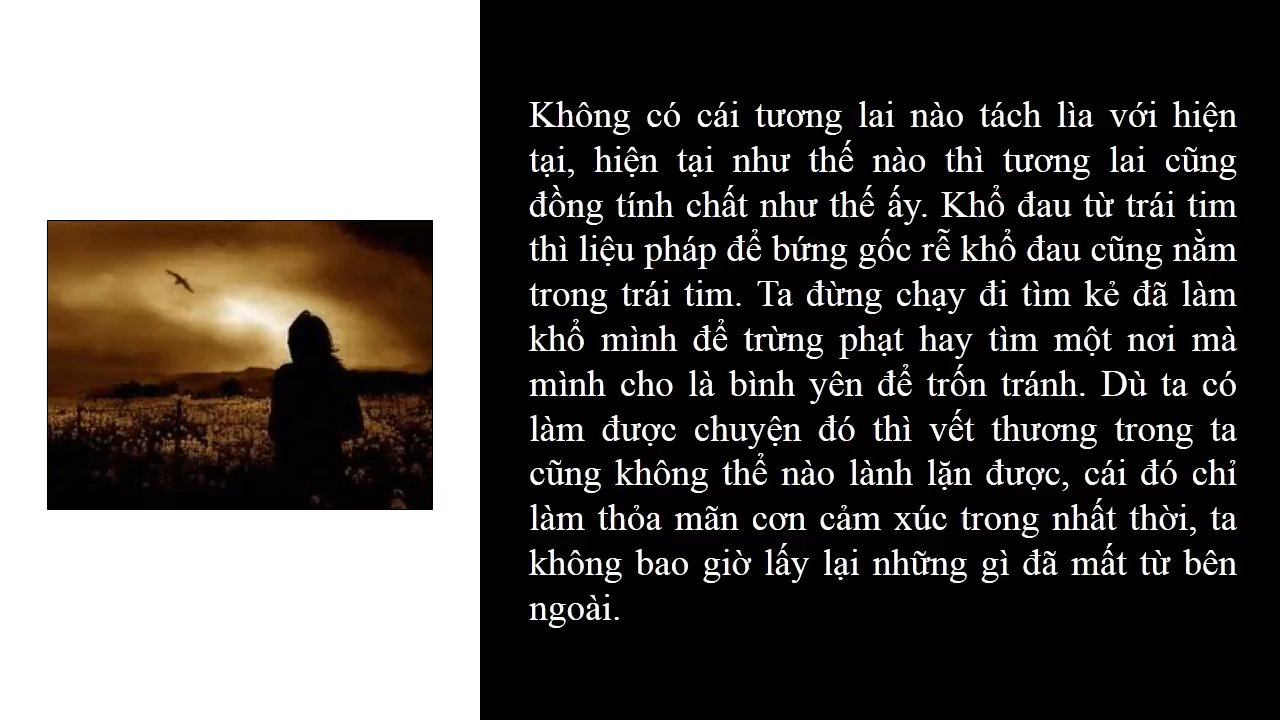 Không có cái tương lai nào tách lìa với hiện
tại, hiện tại như thế nào thì tương lai cũng
đồng tính chất như thế ấy. Khổ đau từ trái tim
thì liệu pháp để bứng gốc rễ khổ đau cũng nằm
trong trái tim. Ta đừng chạy đi tìm kẻ đã làm
khổ mình để trừng phạt hay tìm một nơi mà
mình cho là bình yên để trốn tránh. Dù ta có
làm được chuyện đó thì vết thương trong ta
cũng không thể nào lành lặn được, cái đó chỉ
làm thỏa mãn cơn cảm xúc trong nhất thời, ta
không bao giờ lấy lại những gì đã mất từ bên
ngoài.